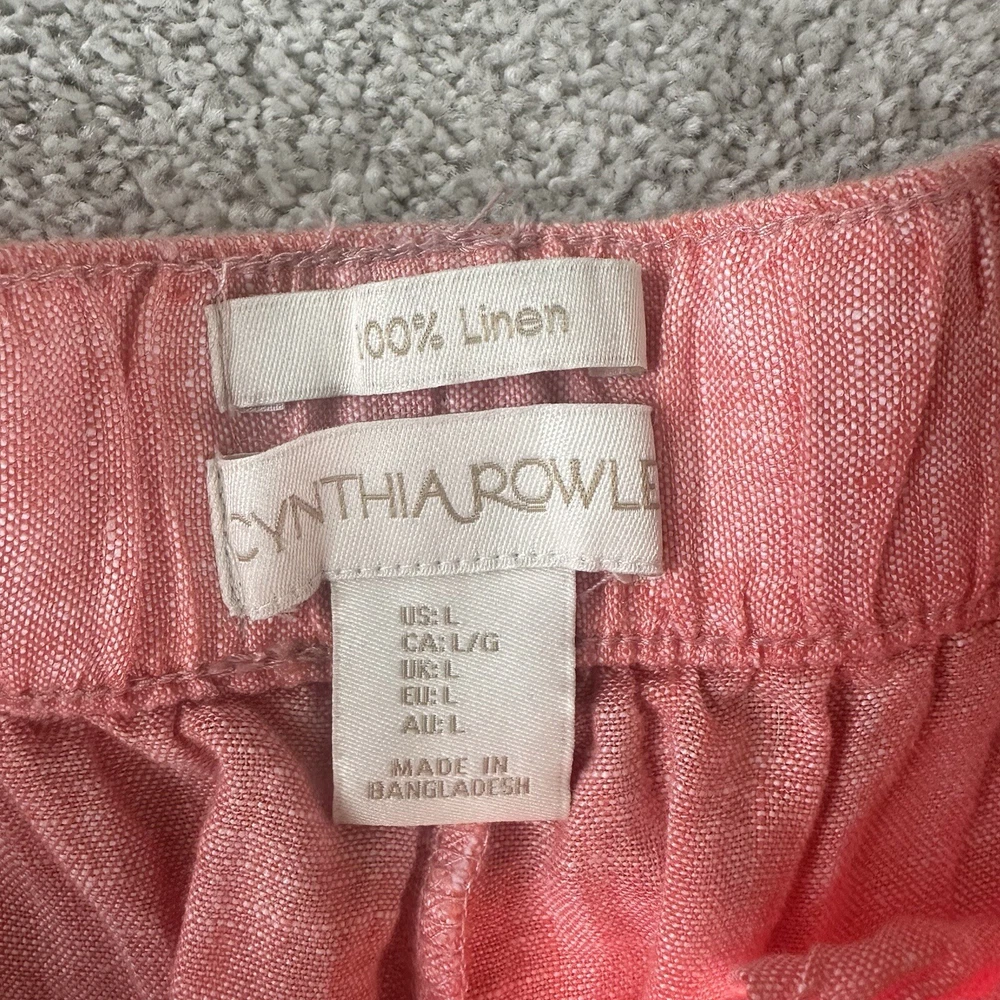 100% Linen
CYNTHIA ROWLE
US: L
CA: L/G
UK: L
EU: L
AU: L
MADE IN
BANGLADESH